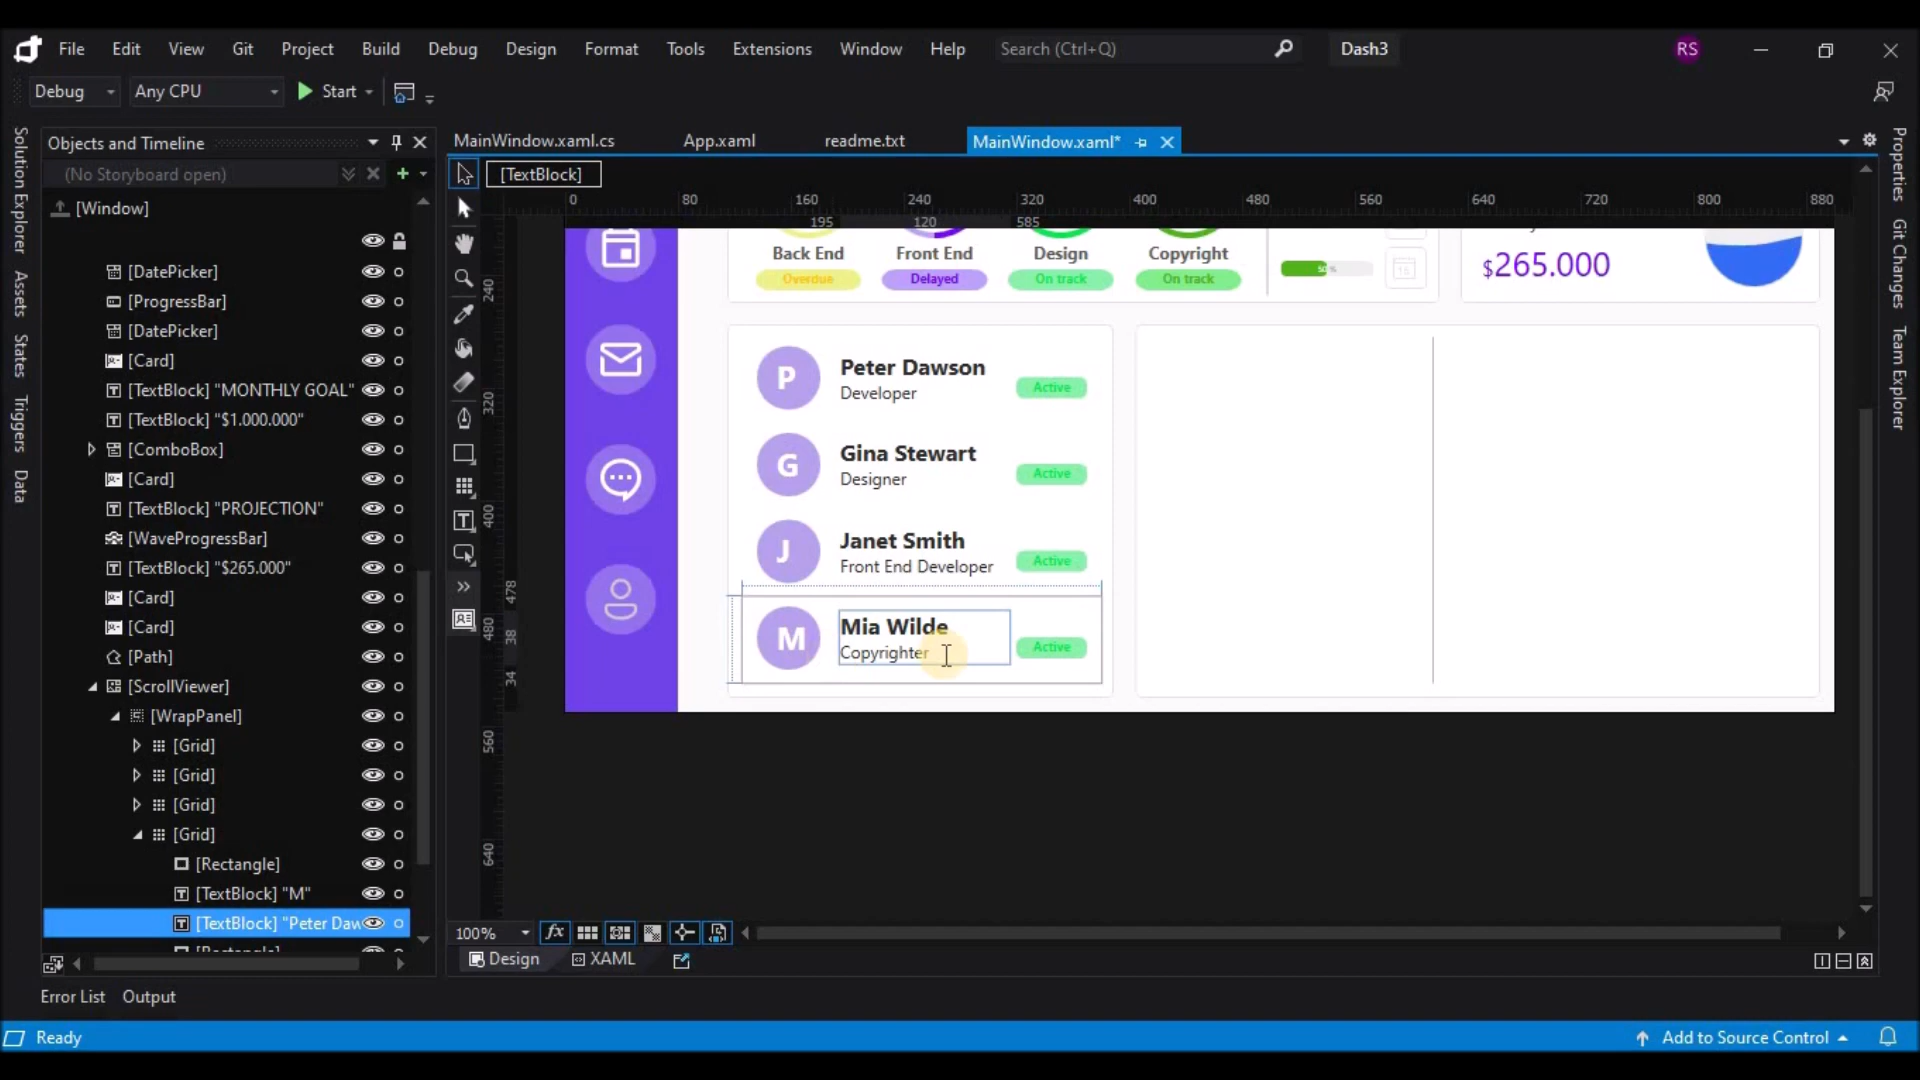 File Edit View Git Project Build Debug Design Format Tools Extensions Window Help Search (Ctrl+Q) Dash3 RS
Debug Any CPU Start
Solution Explorer
Assets
States
Triggers
Data
Objects and Timeline
(No Storyboard open)
[Window]
[DatePicker]
[ProgressBar]
[DatePicker]
[Card]
[TextBlock] "MONTHLY GOAL"
[TextBlock] "$1.000.000"
[ComboBox]
[Card]
[TextBlock] "PROJECTION"
[WaveProgressBar]
[TextBlock] "$265.000"
[Card]
[Card]
[Path]
[ScrollViewer]
[WrapPanel]
[Grid]
[Grid]
[Grid]
[Grid]
[Rectangle]
[TextBlock] "M"
[TextBlock] "Peter Daw
[Rectangle]
MainWindow.xaml.cs App.xaml readme.txt MainWindow.xaml*
[TextBlock]
0 80 160 240 320 400 480 560 640 720 800 880
195 120 585
240
320
400
478
480
38
34
560
640
Back End Front End Design Copyright
Overdue Delayed On track On track
50 %
15
$265.000
P Peter Dawson
Developer
Active
G Gina Stewart
Designer
Active
J Janet Smith
Front End Developer
Active
M Mia Wilde
Copyrighter
Active
100% fx
Design XAML
Properties
Git Changes
Team Explorer
Error List Output
Ready
Add to Source Control